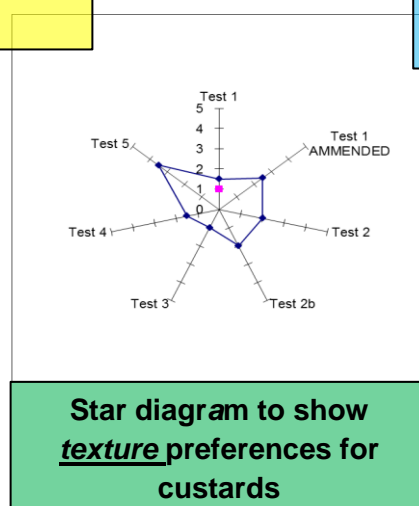 Test 1
5
4
3
2
1
0
Test 1
AMMENDED
Test 2
Test 2b
Test 3
Test 4
Test 5
Star diagram to show
texture preferences for
custards